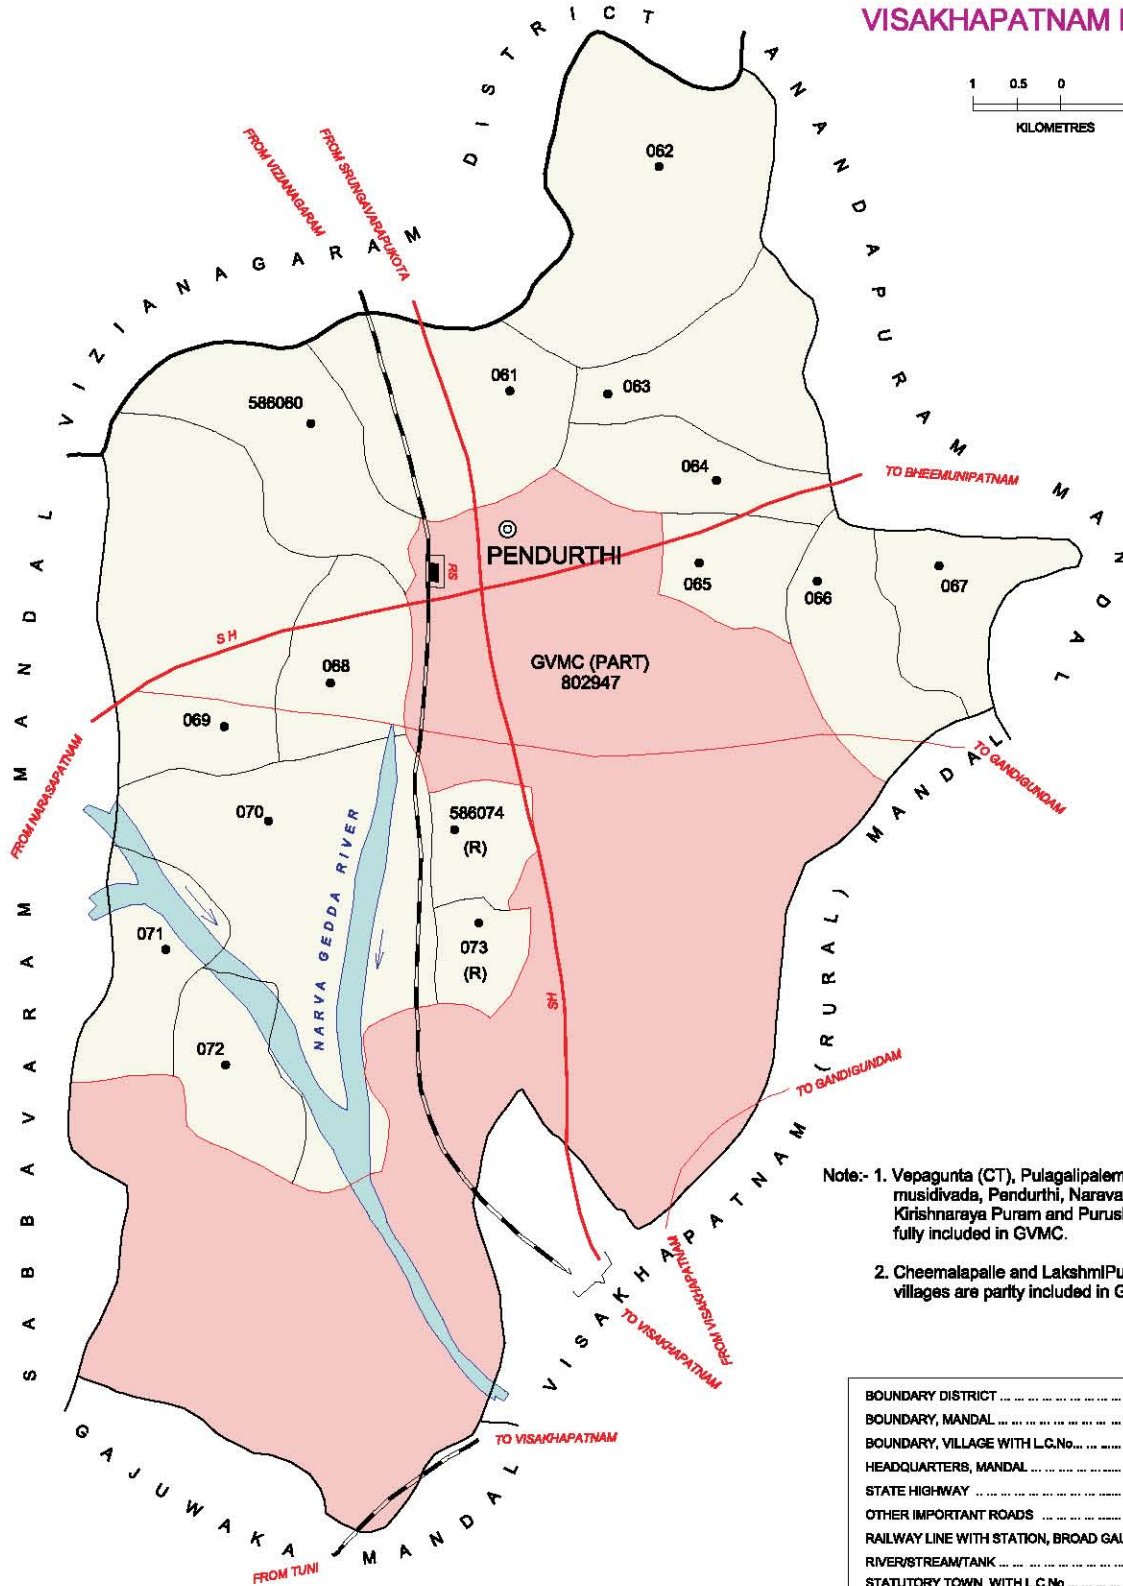 VISAKHAPATNAM
1 0.5 0
KILOMETRES
VIZIANAGARAM DISTRICT
ANANDAPURAM MANDAL
FROM VIZIANAGARAM
FROM SRUNGAVARAPUKOTA
062
061
063
586060
064
TO BHEEMUNIPATNAM
PENDURTHI
RS
065
066
067
SH
GVMC (PART)
802947
068
069
FROM NARASAPATNAM
TO GANDIGUNDAM
070
586074
(R)
NARVA GEDDA RIVER
071
073
(R)
SH
072
TO GANDIGUNDAM
SABBAVARAM MANDAL
VISAKHAPATNAM (RURAL) MANDAL
FROM VISAKHAPATNAM
TO VISAKHAPATNAM
TO VISAKHAPATNAM
GAJUWAKA MANDAL
FROM TUNI
Note:- 1. Vepagunta (CT), Pulagalipalem
musidivada, Pendurthi, Narava
Kirishnaraya Puram and
fully included in GVMC.
2. Cheemalapalle and
villages are partly included in
BOUNDARY DISTRICT
BOUNDARY, MANDAL
BOUNDARY, VILLAGE WITH L.C.No.
HEADQUARTERS, MANDAL
STATE HIGHWAY
OTHER IMPORTANT ROADS
RAILWAY LINE WITH STATION, BROAD
RIVER/STREAM/TANK
STATUTORY TOWN WITH L.C.No